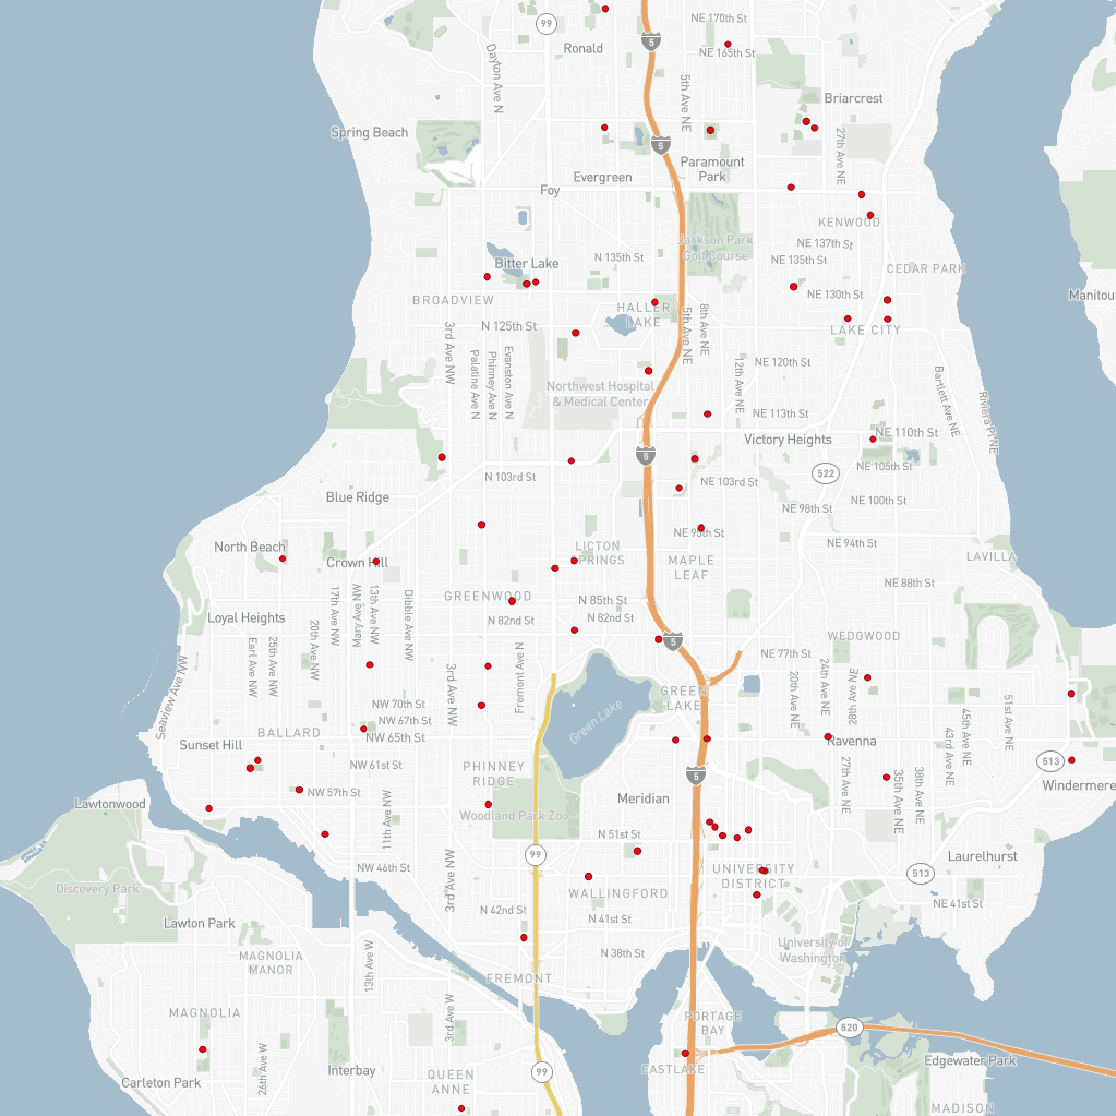 NE 170th St
99
5
Ronald
NE 165th St
Dayton Ave N
5th Ave NE
Briarcrest
Spring Beach
27th Ave NE
5
Paramount
Park
Evergreen
Foy
KENWOOD
Jackson Park
Golf Course
NE 137th St
N 135th St
NE 135th St
Bitter Lake
CEDAR PARK
Manitou
NE 130th St
BROADVIEW
HALLER
LAKE
8th Ave NE
5th Ave NE
N 125th St
LAKE CITY
3rd Ave NW
Palatine Ave N
Phinney Ave N
Evanston Ave N
NE 120th St
12th Ave NE
Bartlett Ave NE
Riviera Pl NE
Northwest Hospital
& Medical Center
NE 113th St
Victory Heights
NE 110th St
5
NE 105th St
522
N 103rd St
NE 103rd St
Blue Ridge
NE 100th St
NE 98th St
NE 95th St
North Beach
LICTON
SPRINGS
NE 94th St
LAVILLA
Crown Hill
MAPLE
LEAF
NE 88th St
GREENWOOD
N 85th St
17th Ave NW
Mary Ave NW
13th Ave NW
Dibble Ave NW
Loyal Heights
N 82nd St
N 82nd St
20th Ave NW
Earl Ave NW
25th Ave NW
WEDGWOOD
5
NE 77th St
Seaview Ave NW
3rd Ave NW
Fremont Ave N
GREEN
LAKE
20th Ave NE
24th Ave NE
28th Ave NE
NW 70th St
Green Lake
NW 67th St
BALLARD
NW 65th St
Sunset Hill
Ravenna
45th Ave NE
51st Ave NE
43rd Ave NE
NW 61st St
PHINNEY
RIDGE
5
513
27th Ave NE
35th Ave NE
38th Ave NE
Windermere
NW 57th St
Lawtonwood
Meridian
11th Ave NW
Woodland Park Zoo
N 51st St
99
Laurelhurst
NW 46th St
UNIVERSITY
DISTRICT
513
Discovery Park
3rd Ave NW
WALLINGFORD
NE 41st St
N 42nd St
N 41st St
Lawton Park
University of
Washington
N 38th St
MAGNOLIA
MANOR
13th Ave W
FREMONT
MAGNOLIA
3rd Ave W
PORTAGE
BAY
520
26th Ave W
Interbay
EASTLAKE
Edgewater Park
Carleton Park
QUEEN
ANNE
99
MADISON